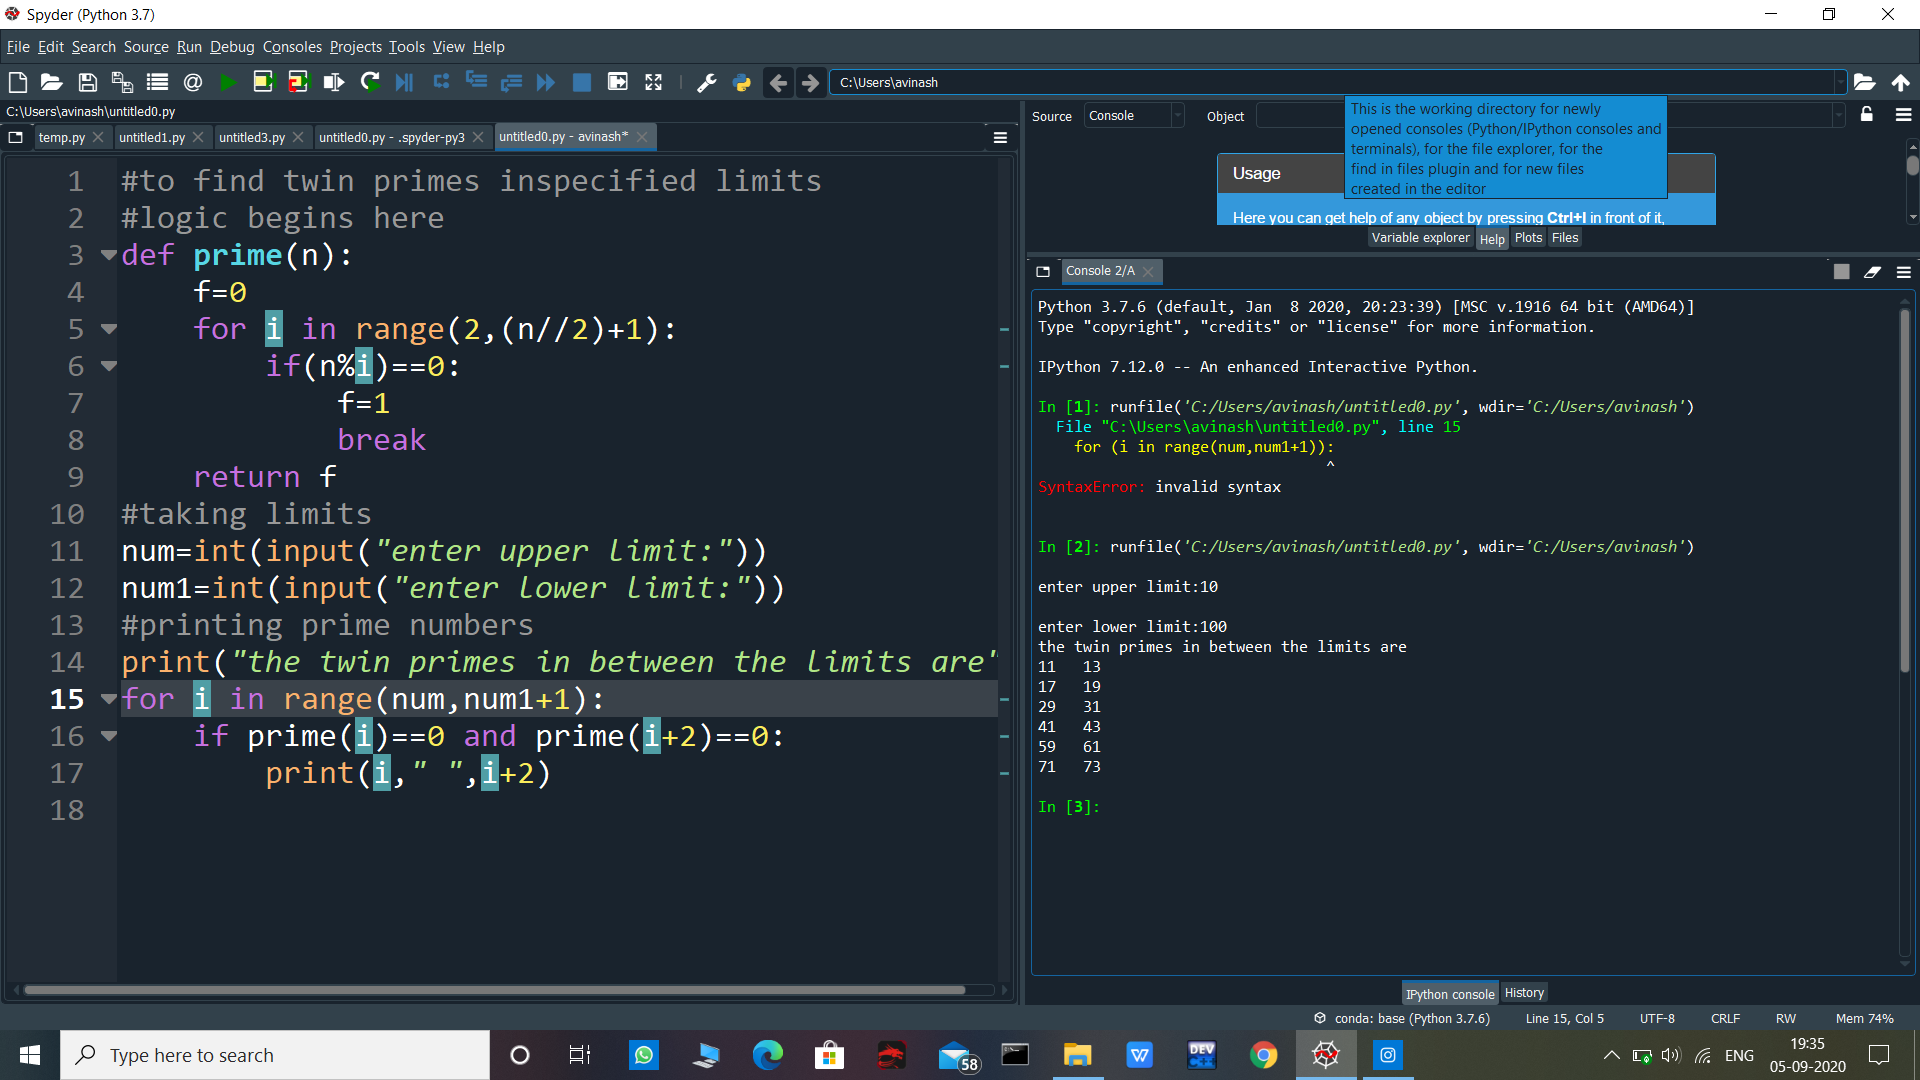 Spyder (Python 3.7)
File Edit Search Source Run Debug Consoles Projects Tools View Help
C:\Users\avinash
C:\Users\avinash\untitled0.py
temp.py untitled1.py untitled3.py untitled0.py - .spyder-py3 untitled0.py - avinash*
1 #to find twin primes inspecified limits
2 #logic begins here
3 def prime(n):
4 f=0
5 for i in range(2,(n//2)+1):
6 if(n%i)==0:
7 f=1
8 break
9 return f
10 #taking limits
11 num=int(input("enter upper limit:"))
12 num1=int(input("enter lower limit:"))
13 #printing prime numbers
14 print("the twin primes in between the limits are"
15 for i in range(num,num1+1):
16 if prime(i)==0 and prime(i+2)==0:
17 print(i," ",i+2)
18
Source Console Object
This is the working directory for newly
opened consoles (Python/IPython consoles and
terminals), for the file explorer, for the
find in files plugin and for new files
created in the editor
Usage
Here you can get help of any object by pressing Ctrl+I in front of it,
Variable explorer Help Plots Files
Console 2/A
Python 3.7.6 (default, Jan  8 2020, 20:23:39) [MSC v.1916 64 bit (AMD64)]
Type "copyright", "credits" or "license" for more information.
IPython 7.12.0 -- An enhanced Interactive Python.
In [1]: runfile('C:/Users/avinash/untitled0.py', wdir='C:/Users/avinash')
File "C:\Users\avinash\untitled0.py", line 15
for (i in range(num,num1+1)):
^
SyntaxError: invalid syntax
In [2]: runfile('C:/Users/avinash/untitled0.py', wdir='C:/Users/avinash')
enter upper limit:10
enter lower limit:100
the twin primes in between the limits are
11 13
17 19
29 31
41 43
59 61
71 73
In [3]:
IPython console History
conda: base (Python 3.7.6) Line 15, Col 5 UTF-8 CRLF RW Mem 74%
Type here to search
58
W
DEV
ENG
19:35
05-09-2020